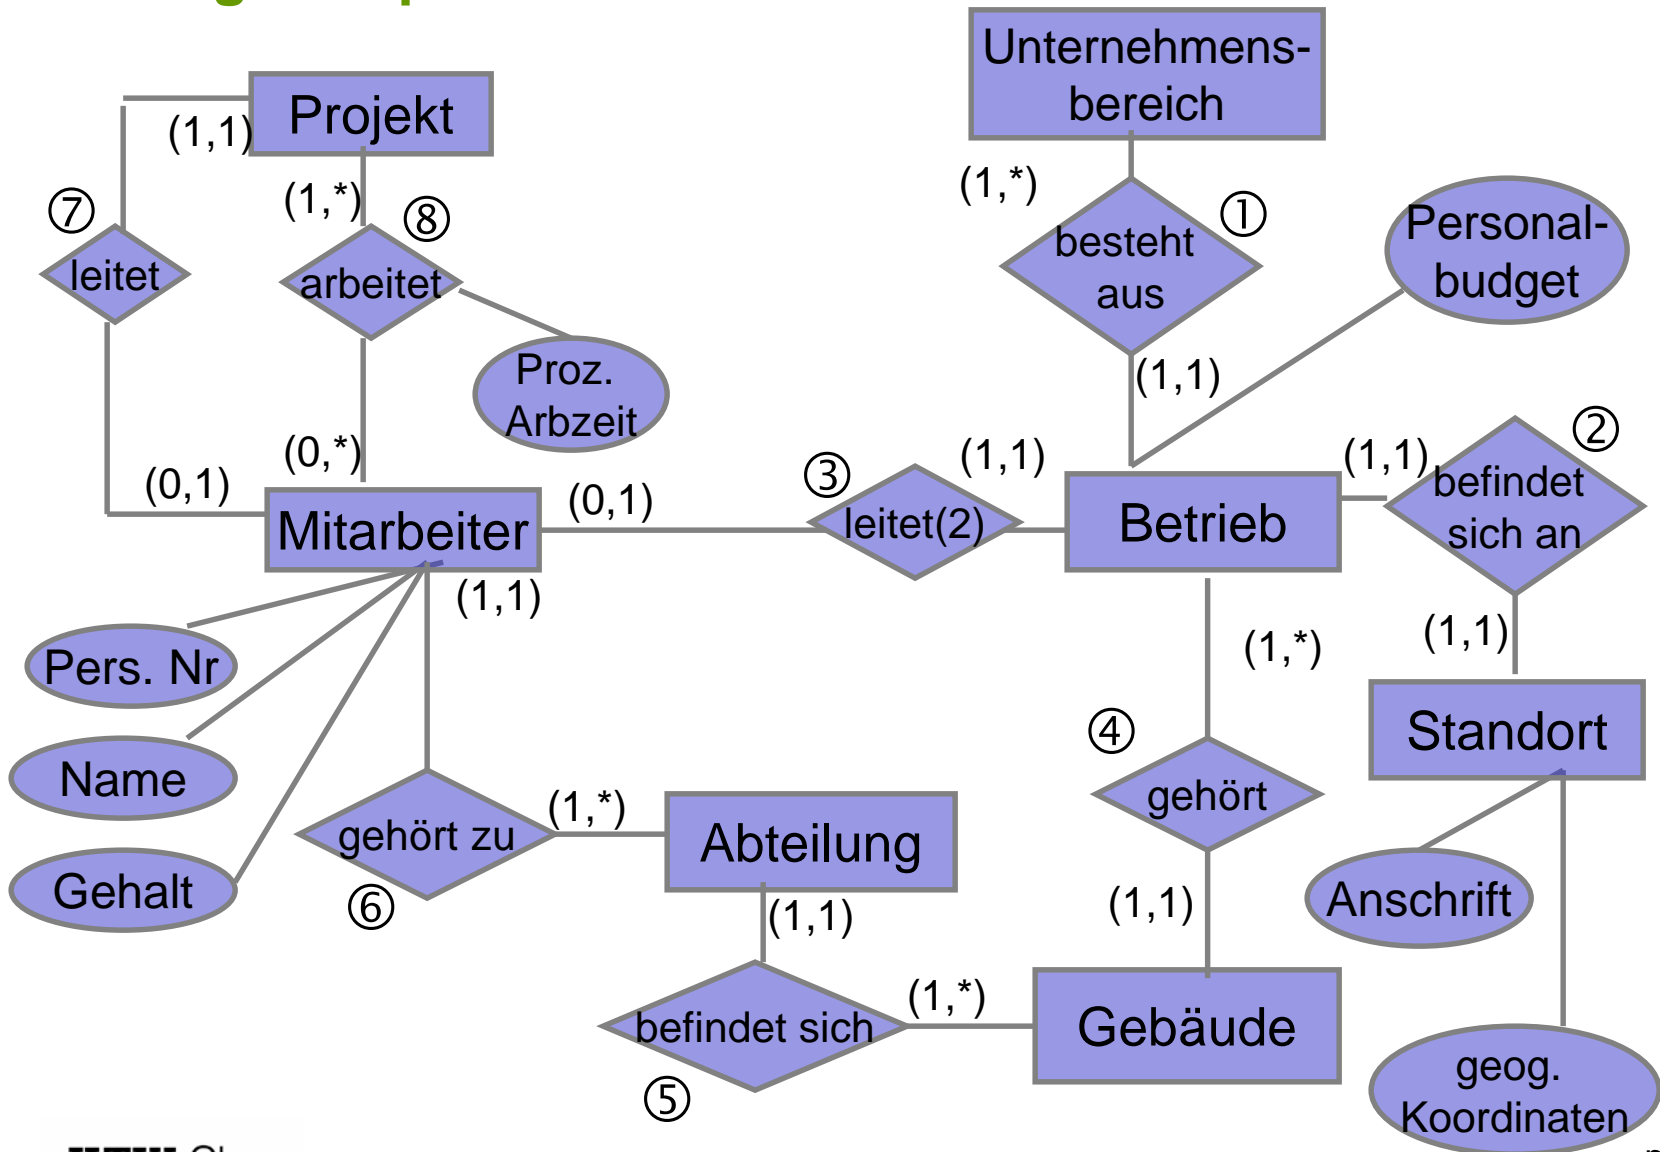 Unternehmens-
bereich
Projekt
(1,1)
(1,*)
(1,*)
⑦
⑧
①
leitet
arbeitet
besteht
aus
Personal-
budget
Proz.
Arbzeit
(1,1)
②
(0,1)
(0,*)
(0,1)
③
(1,1)
(1,1)
befindet
sich an
Mitarbeiter
leitet(2)
Betrieb
(1,1)
(1,*)
(1,1)
Pers. Nr
Name
Gehalt
④
gehört
Standort
gehört zu
⑥
(1,*)
Abteilung
(1,1)
(1,1)
Anschrift
befindet sich
⑤
(1,*)
Gebäude
geog.
Koordinaten